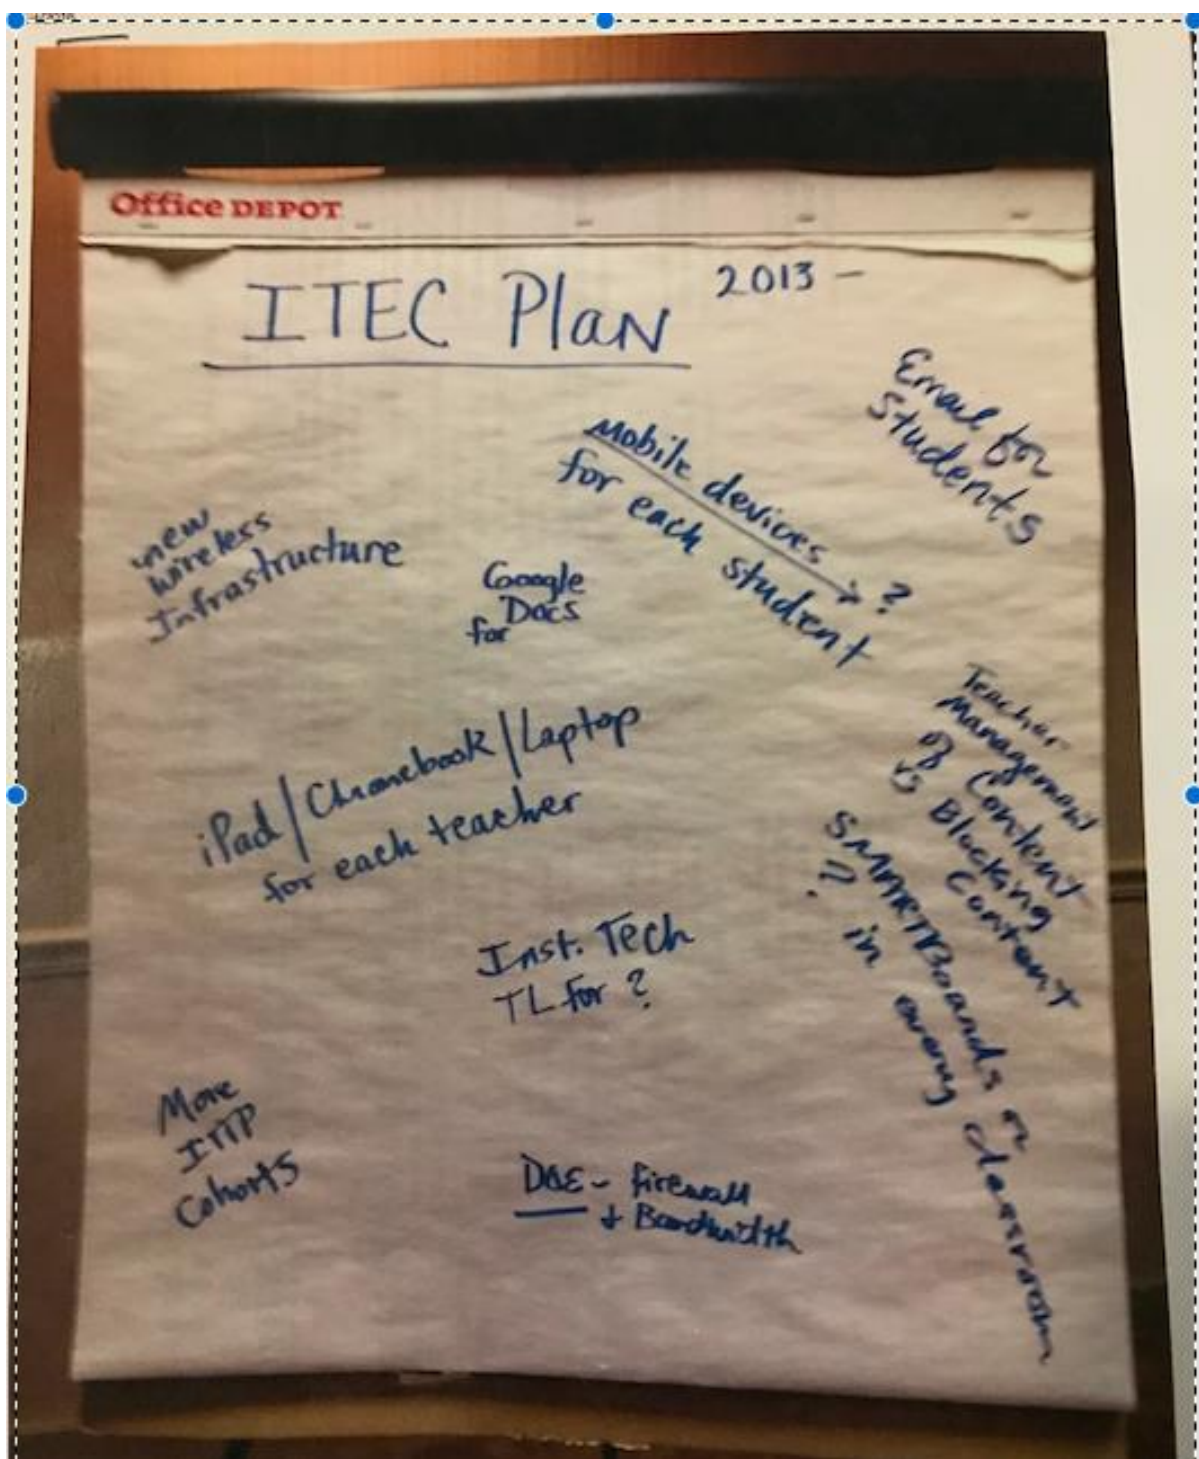 Office DEPOT
ITEC Plan 2013 -
Email for
Students
Mobile devices ?
for each student
new
wireless
Infrastructure
Google
Docs
for
iPad/Chromebook/Laptop
for each teacher
Teacher
Management
of Content
vs Blocking
Content
SMARTBoards or
?? in every classroom
Inst. Tech
TL for ?
More
Cohorts
DOE - firewall
+ Bandwidth